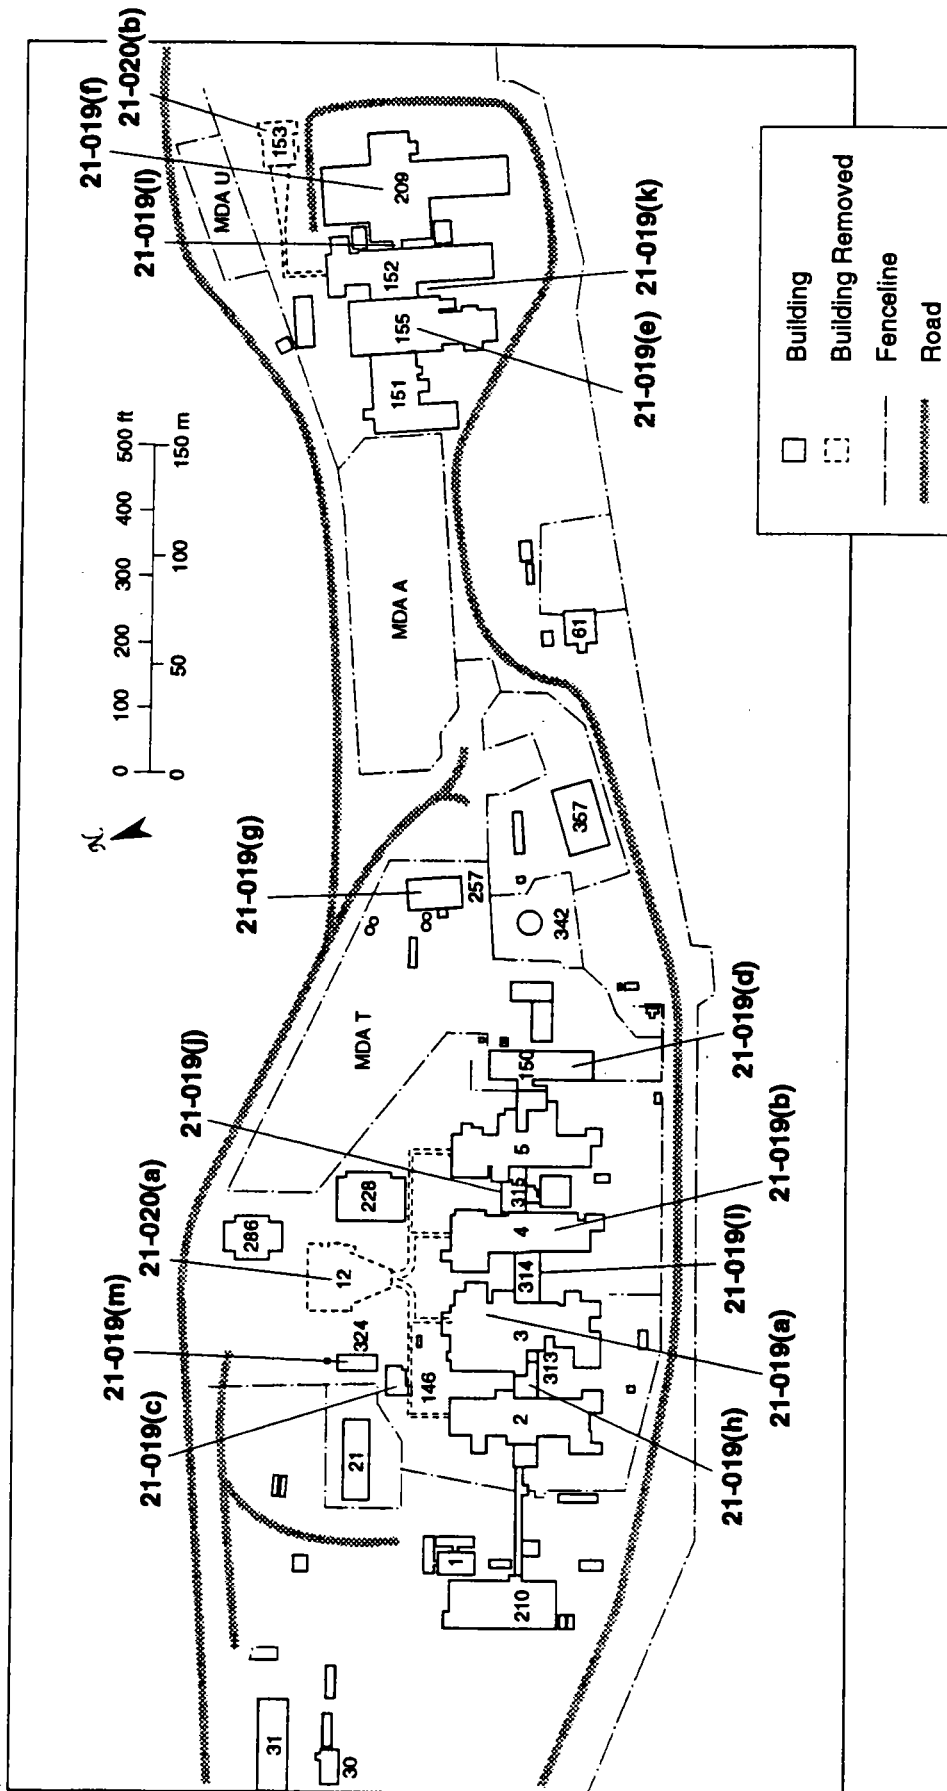 21-020(b)
21-019(f)
21-019(l)
MDA U
153
209
152
155
151
21-019(k)
21-019(e)
0 100 200 300 400 500 ft
0 50 100 150 m
N
MDA A
61
357
21-019(g)
257
342
MDA T
21-019(j)
21-020(a)
21-019(m)
21-019(c)
286
228
12
324
146
21
150
5
315
4
314
3
313
2
1
210
31
30
21-019(d)
21-019(b)
21-019(l)
21-019(a)
21-019(h)
Building
Building Removed
Fenceline
Road